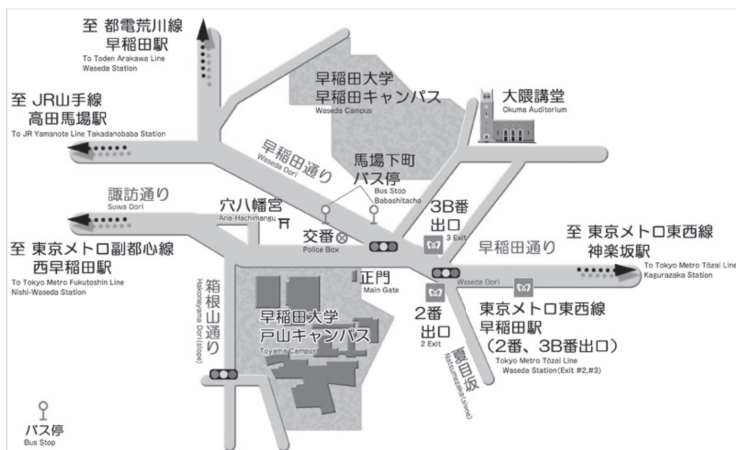 至 都電荒川線
早稲田駅
To Toden Arakawa Line
Waseda Station
至 JR山手線
高田馬場駅
To JR Yamanote Line Takadanobaba Station
早稲田大学
早稲田キャンパス
Waseda Campus
大隈講堂
Okuma Auditorium
早稲田通り
Waseda Dori
馬場下町
バス停
Bus Stop
Babashitacho
諏訪通り
Suwa Dori
穴八幡宮
Ana-Hachimangu
交番
Police Box
3B番
出口
3 Exit
早稲田通り
Waseda Dori
至 東京メトロ東西線
神楽坂駅
To Tokyo Metro Tōzai Line
Kagurazaka Station
至 東京メトロ副都心線
西早稲田駅
To Tokyo Metro Fukutoshin Line
Nishi-Waseda Station
正門
Main Gate
箱根山通り
Hakoneyama Dori(slope)
早稲田大学
戸山キャンパス
Toyama Campus
2番
出口
2 Exit
東京メトロ東西線
早稲田駅
(2番、3B番出口)
Tokyo Metro Tōzai Line
Waseda Station(Exit #2,#3)
夏目坂
Natsumezaka(slope)
バス停
Bus Stop